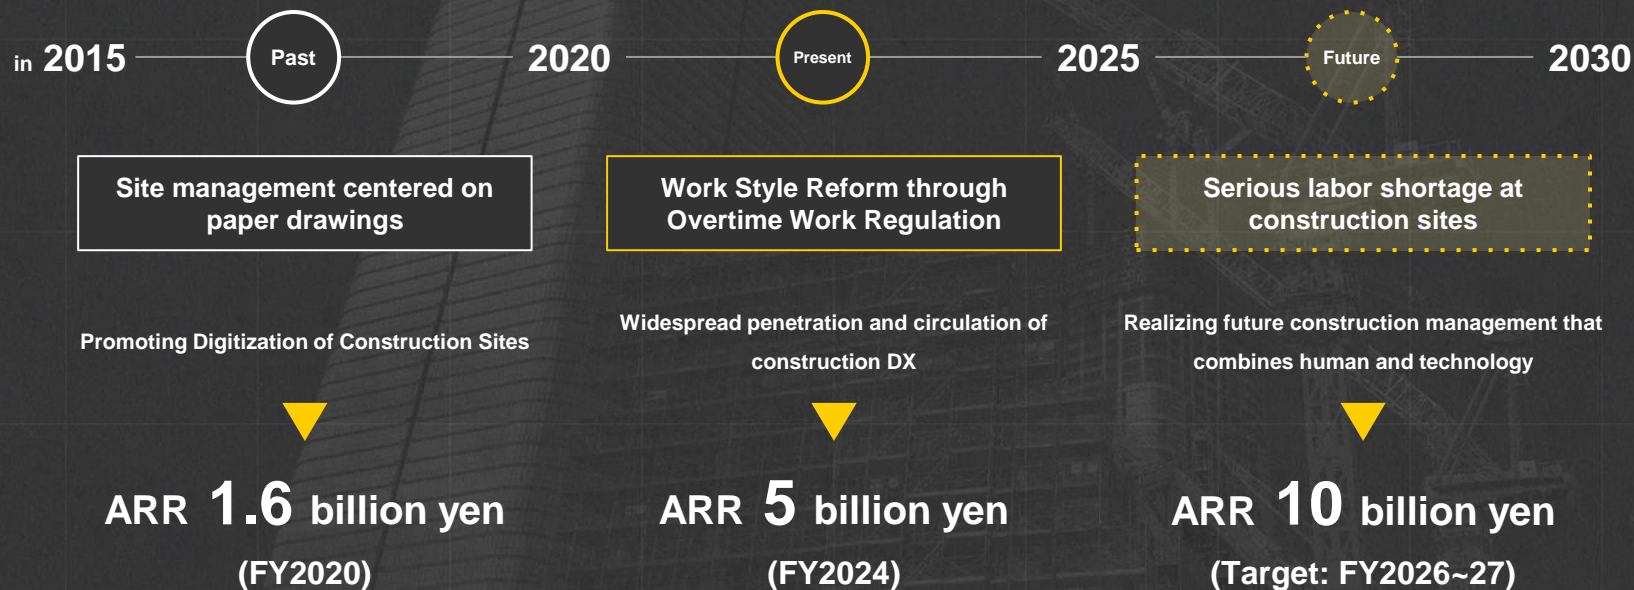 in 2015
Past
2020
Present
2025
Future
2030
Site management centered on
paper drawings
Work Style Reform through
Overtime Work Regulation
Serious labor shortage at
construction sites
Promoting Digitization of Construction Sites
Widespread penetration and circulation of
construction DX
Realizing future construction management that
combines human and technology
ARR 1.6 billion yen
(FY2020)
ARR 5 billion yen
(FY2024)
ARR 10 billion yen
(Target: FY2026~27)